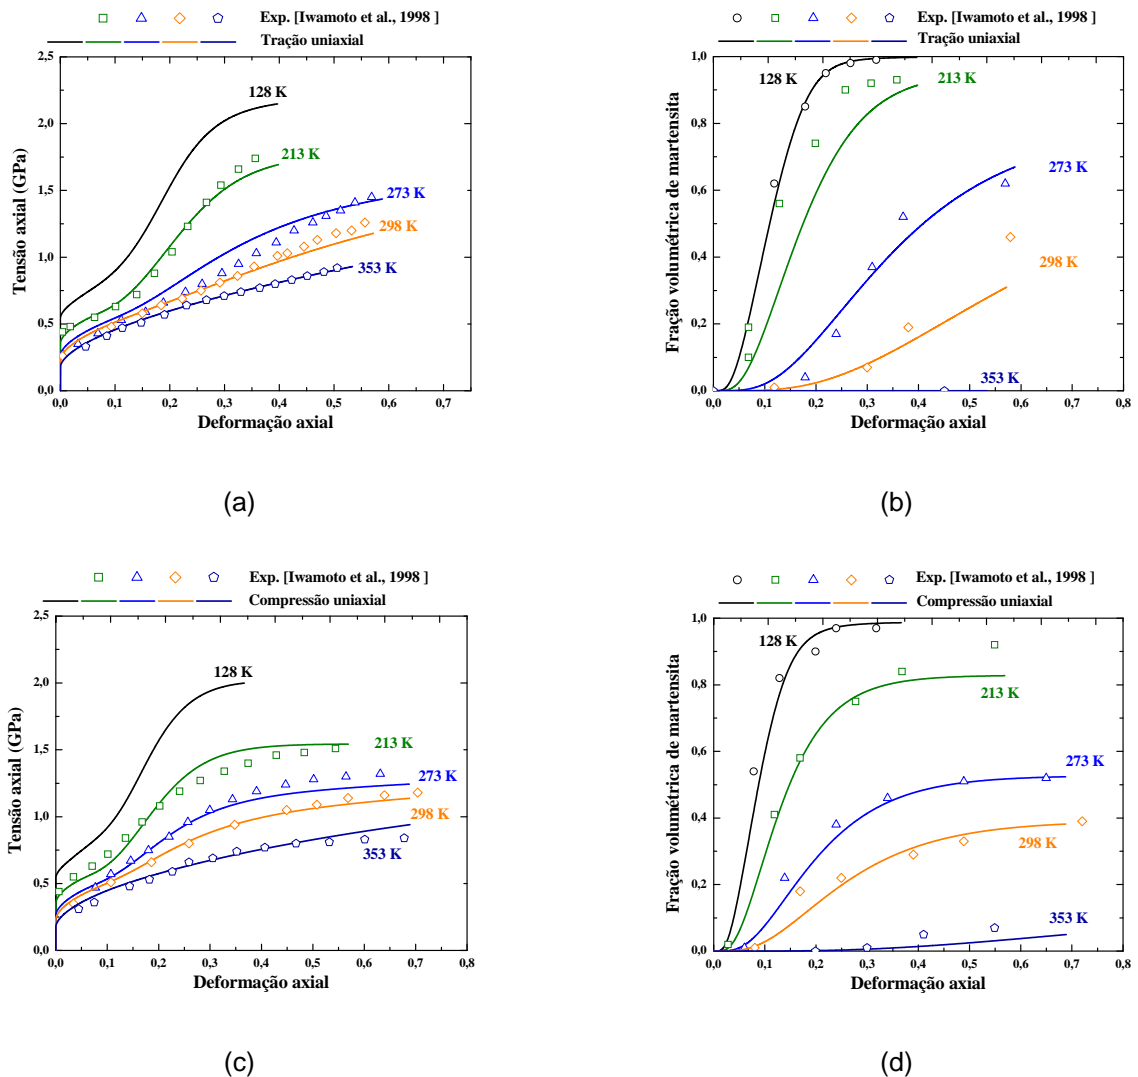 Exp. [Iwamoto et al., 1998 ]
Tração uniaxial
2,5
2,0
1,5
1,0
0,5
0,0
Tensão axial (GPa)
128 K
213 K
273 K
298 K
353 K
0,0 0,1 0,2 0,3 0,4 0,5 0,6 0,7
Deformação axial
(a)
Exp. [Iwamoto et al., 1998 ]
Tração uniaxial
1,0
0,8
0,6
0,4
0,2
0,0
Fração volumétrica de martensita
128 K
213 K
273 K
298 K
353 K
0,0 0,1 0,2 0,3 0,4 0,5 0,6 0,7 0,8
Deformação axial
(b)
Exp. [Iwamoto et al., 1998 ]
Compressão uniaxial
2,5
2,0
1,5
1,0
0,5
0,0
Tensão axial (GPa)
128 K
213 K
273 K
298 K
353 K
0,0 0,1 0,2 0,3 0,4 0,5 0,6 0,7 0,8
Deformação axial
(c)
Exp. [Iwamoto et al., 1998 ]
Compressão uniaxial
1,0
0,8
0,6
0,4
0,2
0,0
Fração volumétrica de martensita
128 K
213 K
273 K
298 K
353 K
0,0 0,1 0,2 0,3 0,4 0,5 0,6 0,7 0,8
Deformação axial
(d)